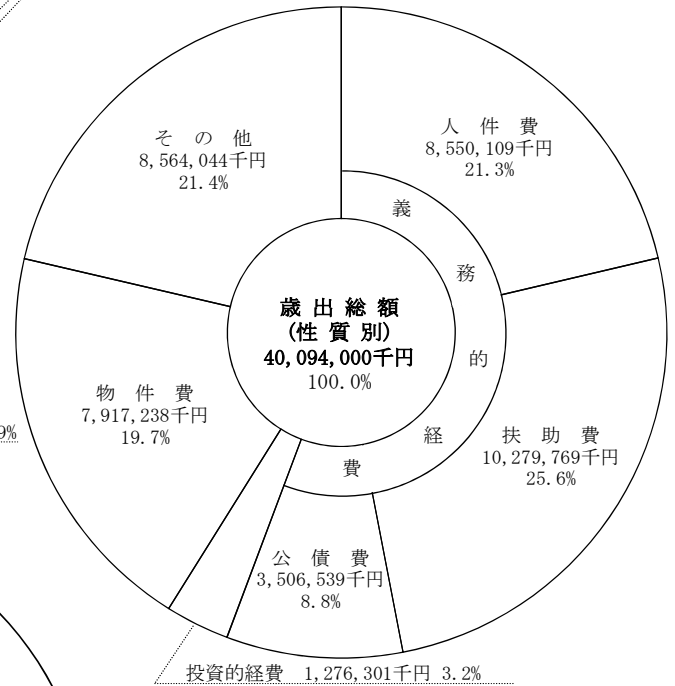 そ の 他
8,564,044千円
21.4%
人 件 費
8,550,109千円
21.3%
義
務
的
経
費
歳 出 総 額
(性 質 別)
40,094,000千円
100.0%
物 件 費
7,917,238千円
19.7%
9%
扶 助 費
10,279,769千円
25.6%
公 債 費
3,506,539千円
8.8%
投資的経費 1,276,301千円 3.2%